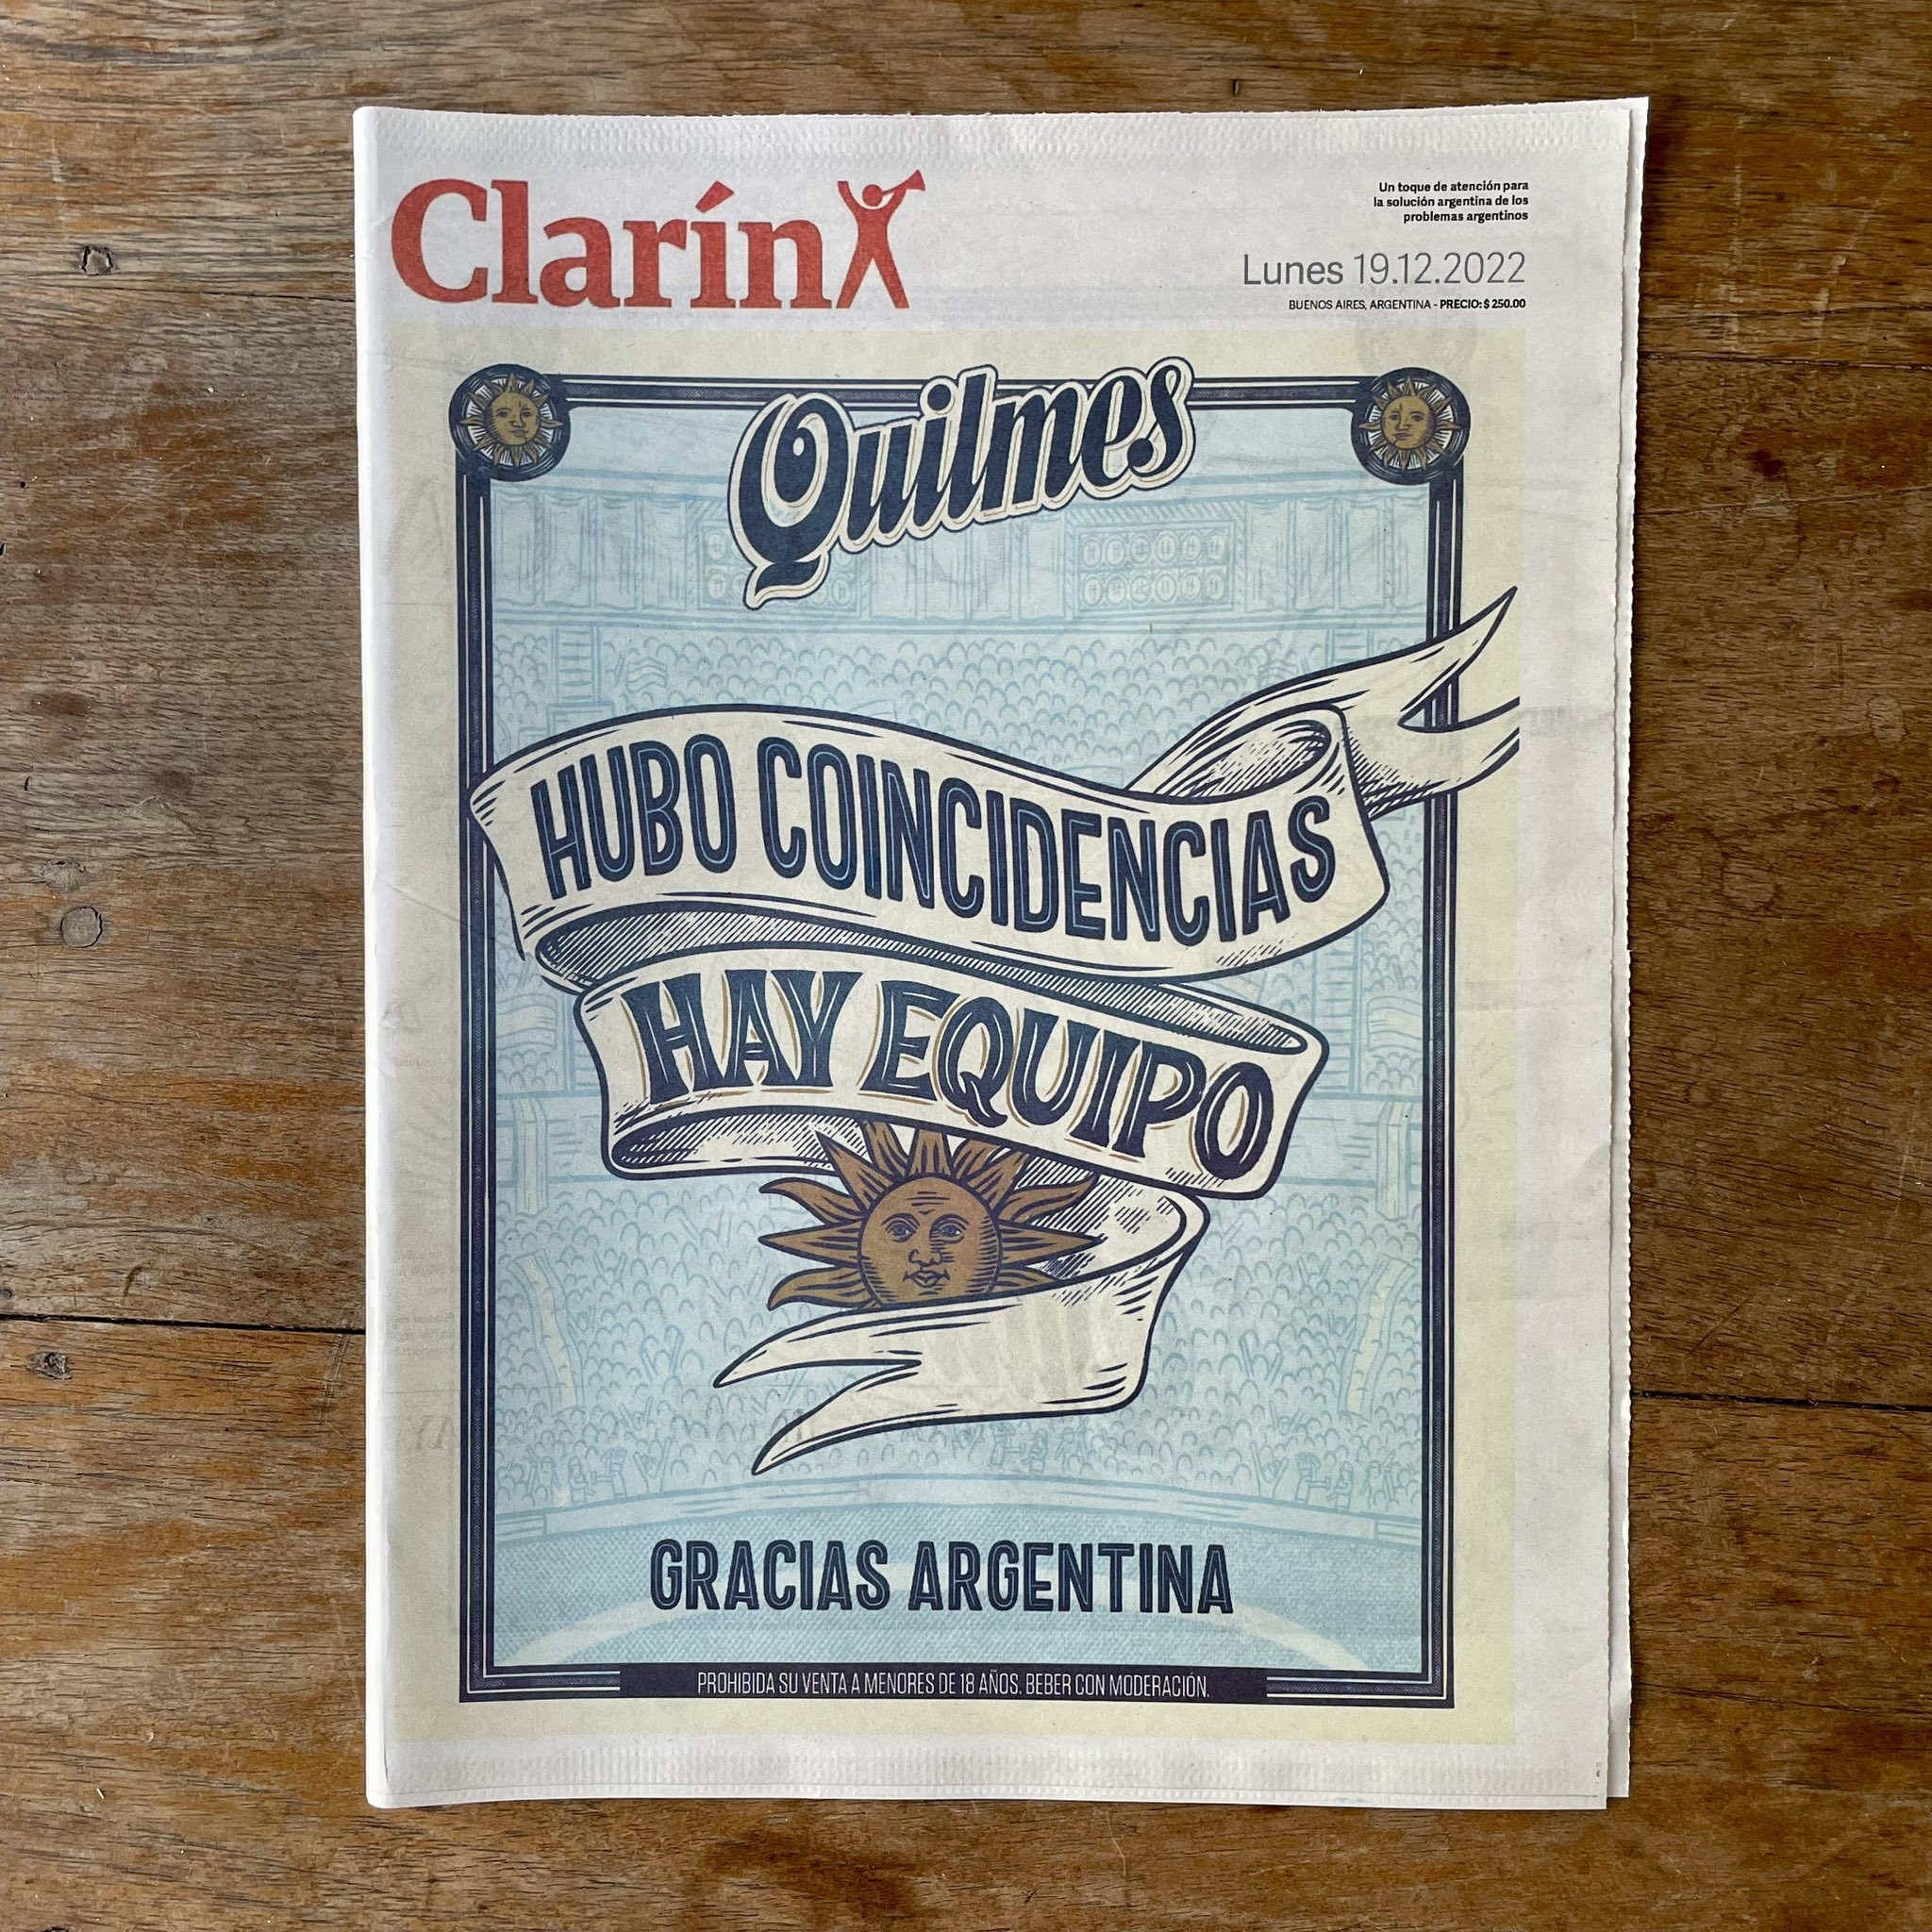 Clarín
Un toque de atención para
la solución argentina de los
problemas argentinos
Lunes 19.12.2022
BUENOS AIRES, ARGENTINA - PRECIO: $ 250.00
Quilmes
HUBO COINCIDENCIAS
HAY EQUIPO
GRACIAS ARGENTINA
PROHIBIDA SU VENTA A MENORES DE 18 AÑOS. BEBER CON MODERACIÓN.